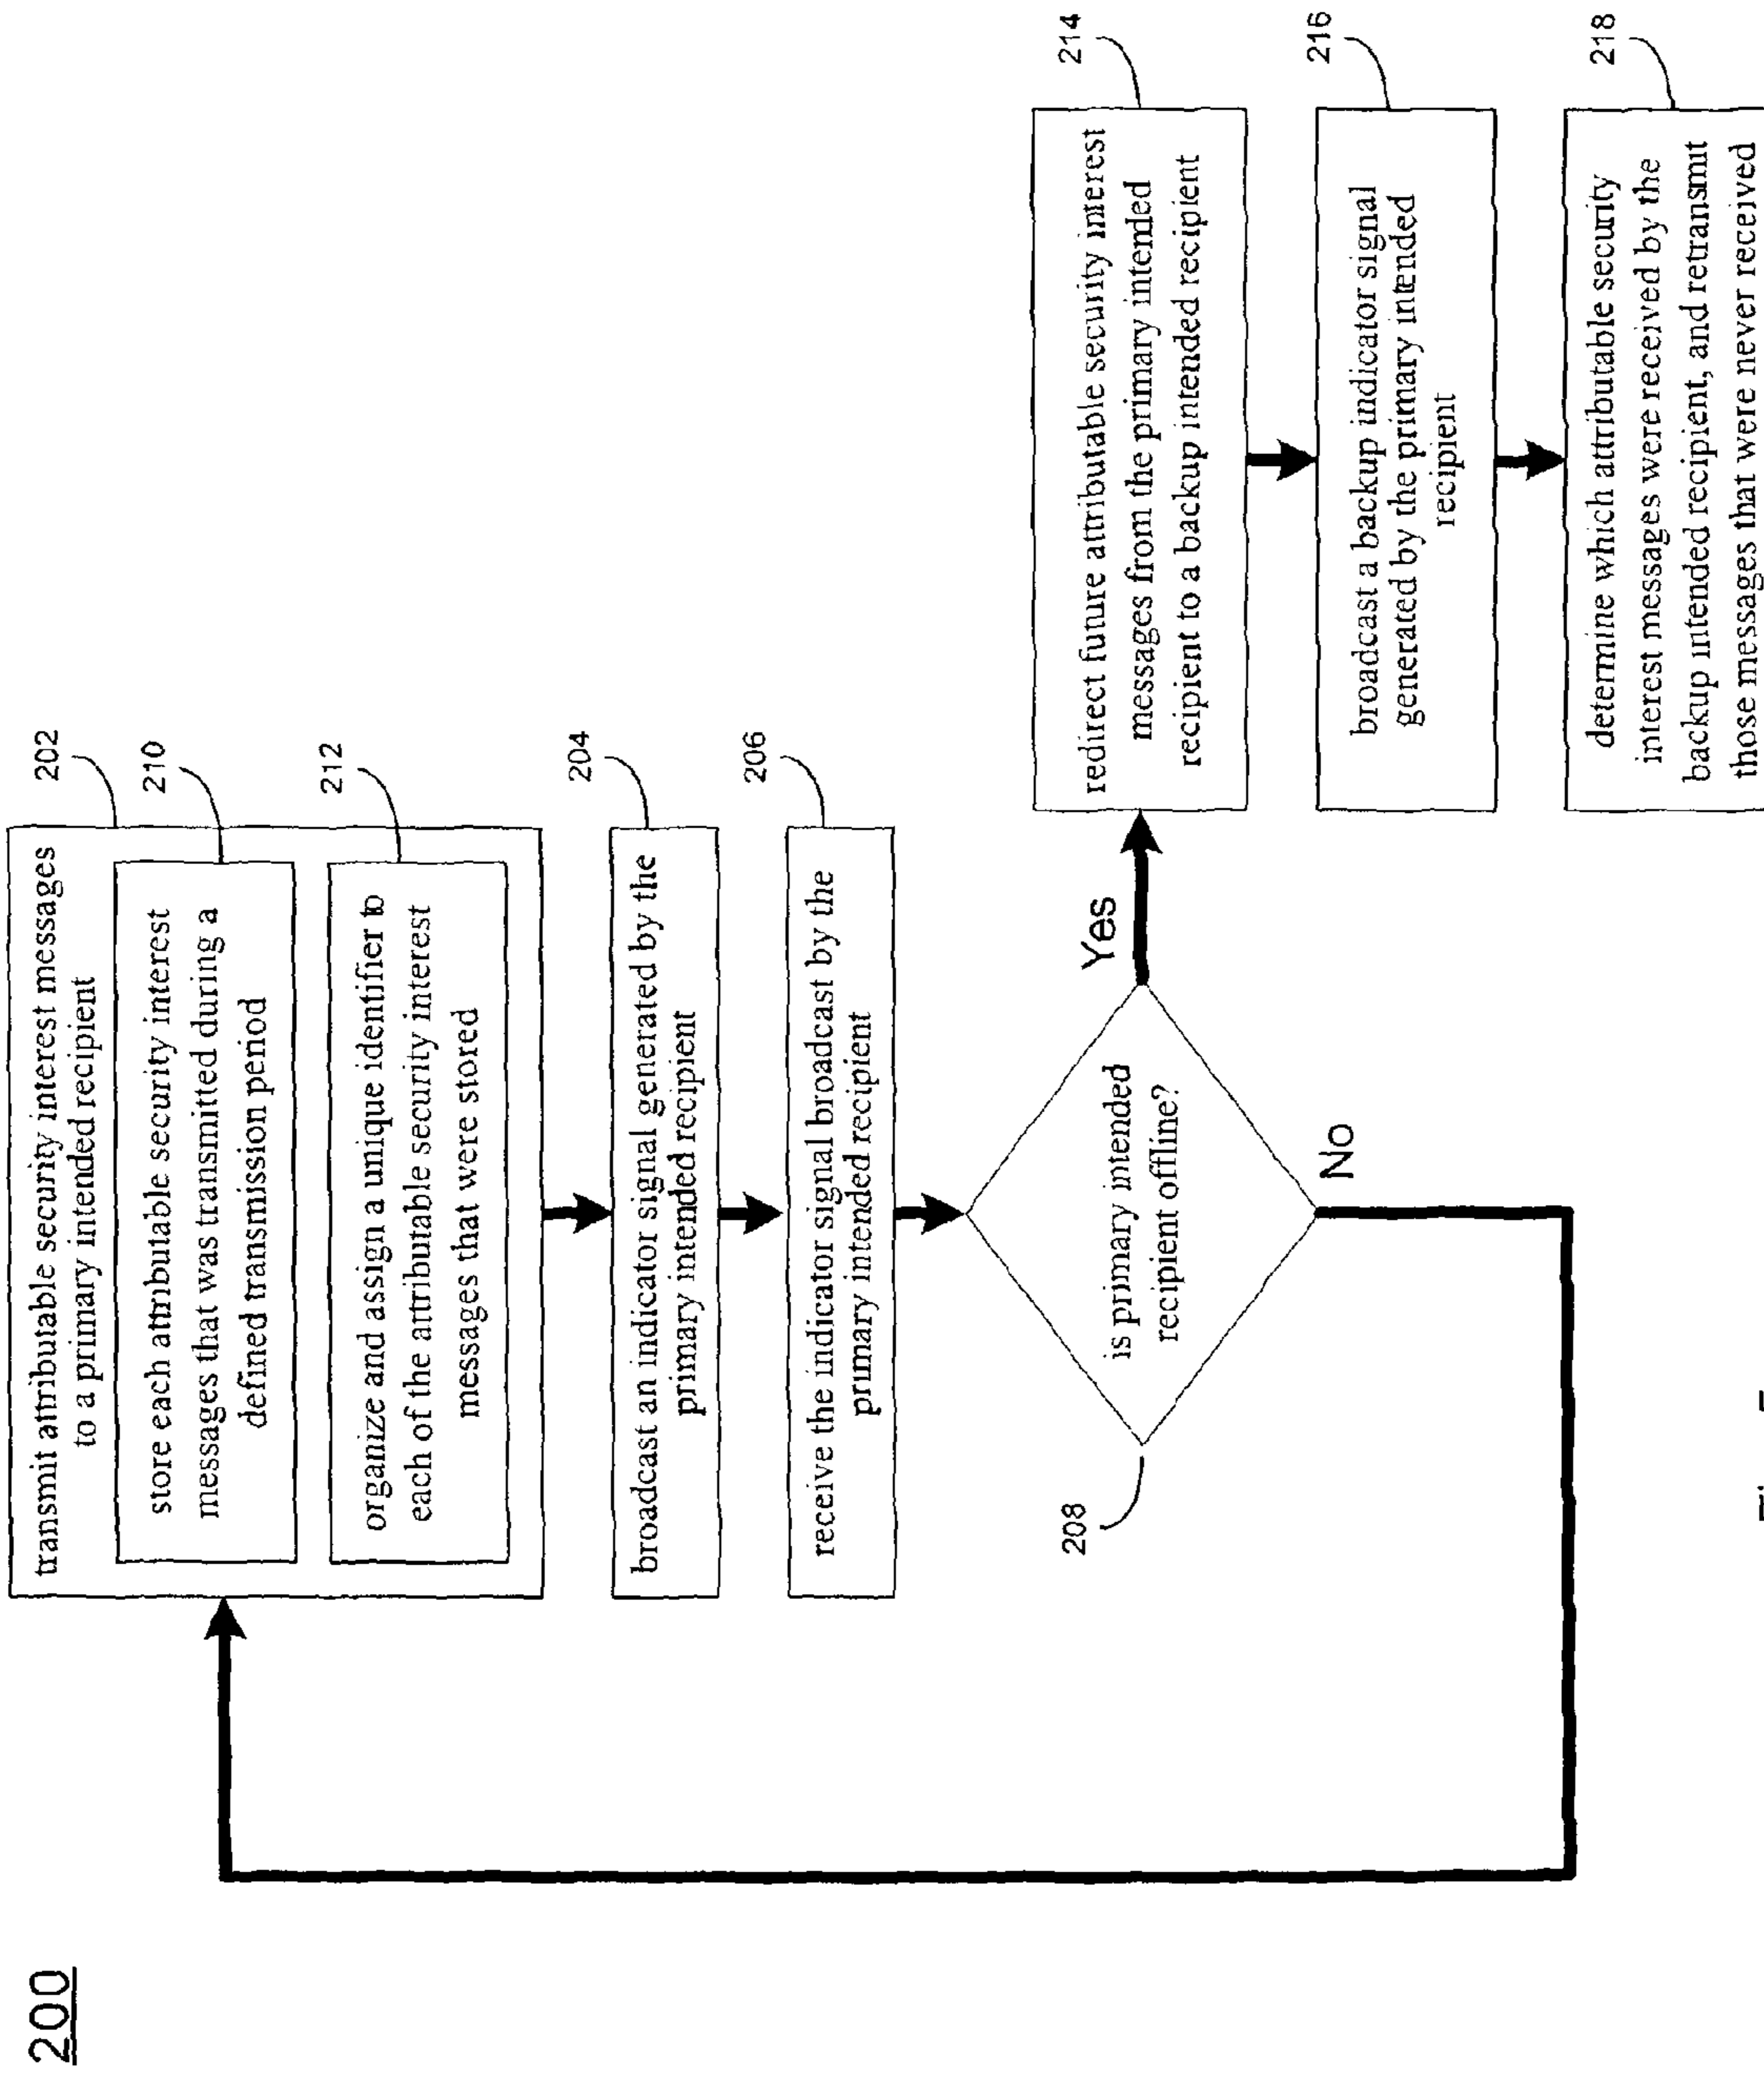 200
202
transmit attributable security interest messages
to a primary intended recipient
210
store each attributable security interest
messages that was transmitted during a
defined transmission period
212
organize and assign a unique identifier to
each of the attributable security interest
messages that were stored
204
broadcast an indicator signal generated by the
primary intended recipient
206
receive the indicator signal broadcast by the
primary intended recipient
208
is primary intended
recipient offline?
Yes
No
214
redirect future attributable security interest
messages from the primary intended
recipient to a backup intended recipient
216
broadcast a backup indicator signal
generated by the primary intended
recipient
218
determine which attributable security
interest messages were received by the
backup intended recipient, and retransmit
those messages that were never received